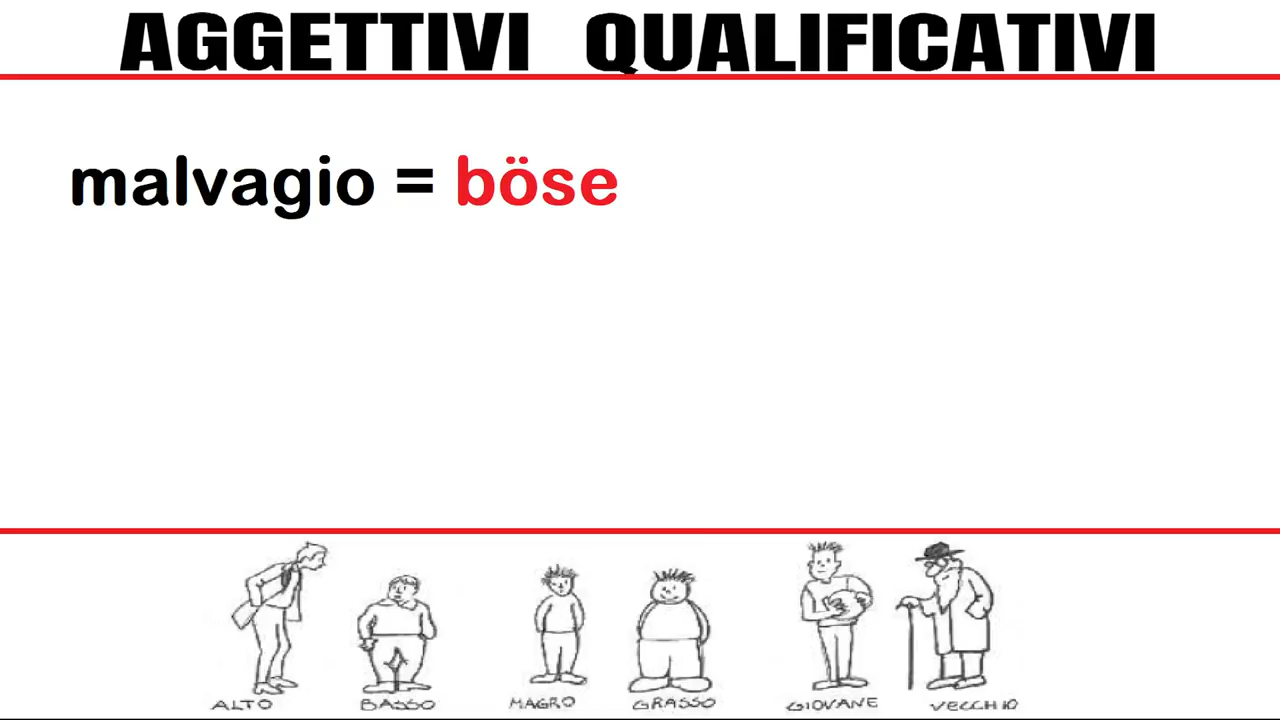 AGGETTIVI QUALIFICATIVI
malvagio = böse
ALTO BASSO MAGRO GRASSO GIOVANE VECCHIO